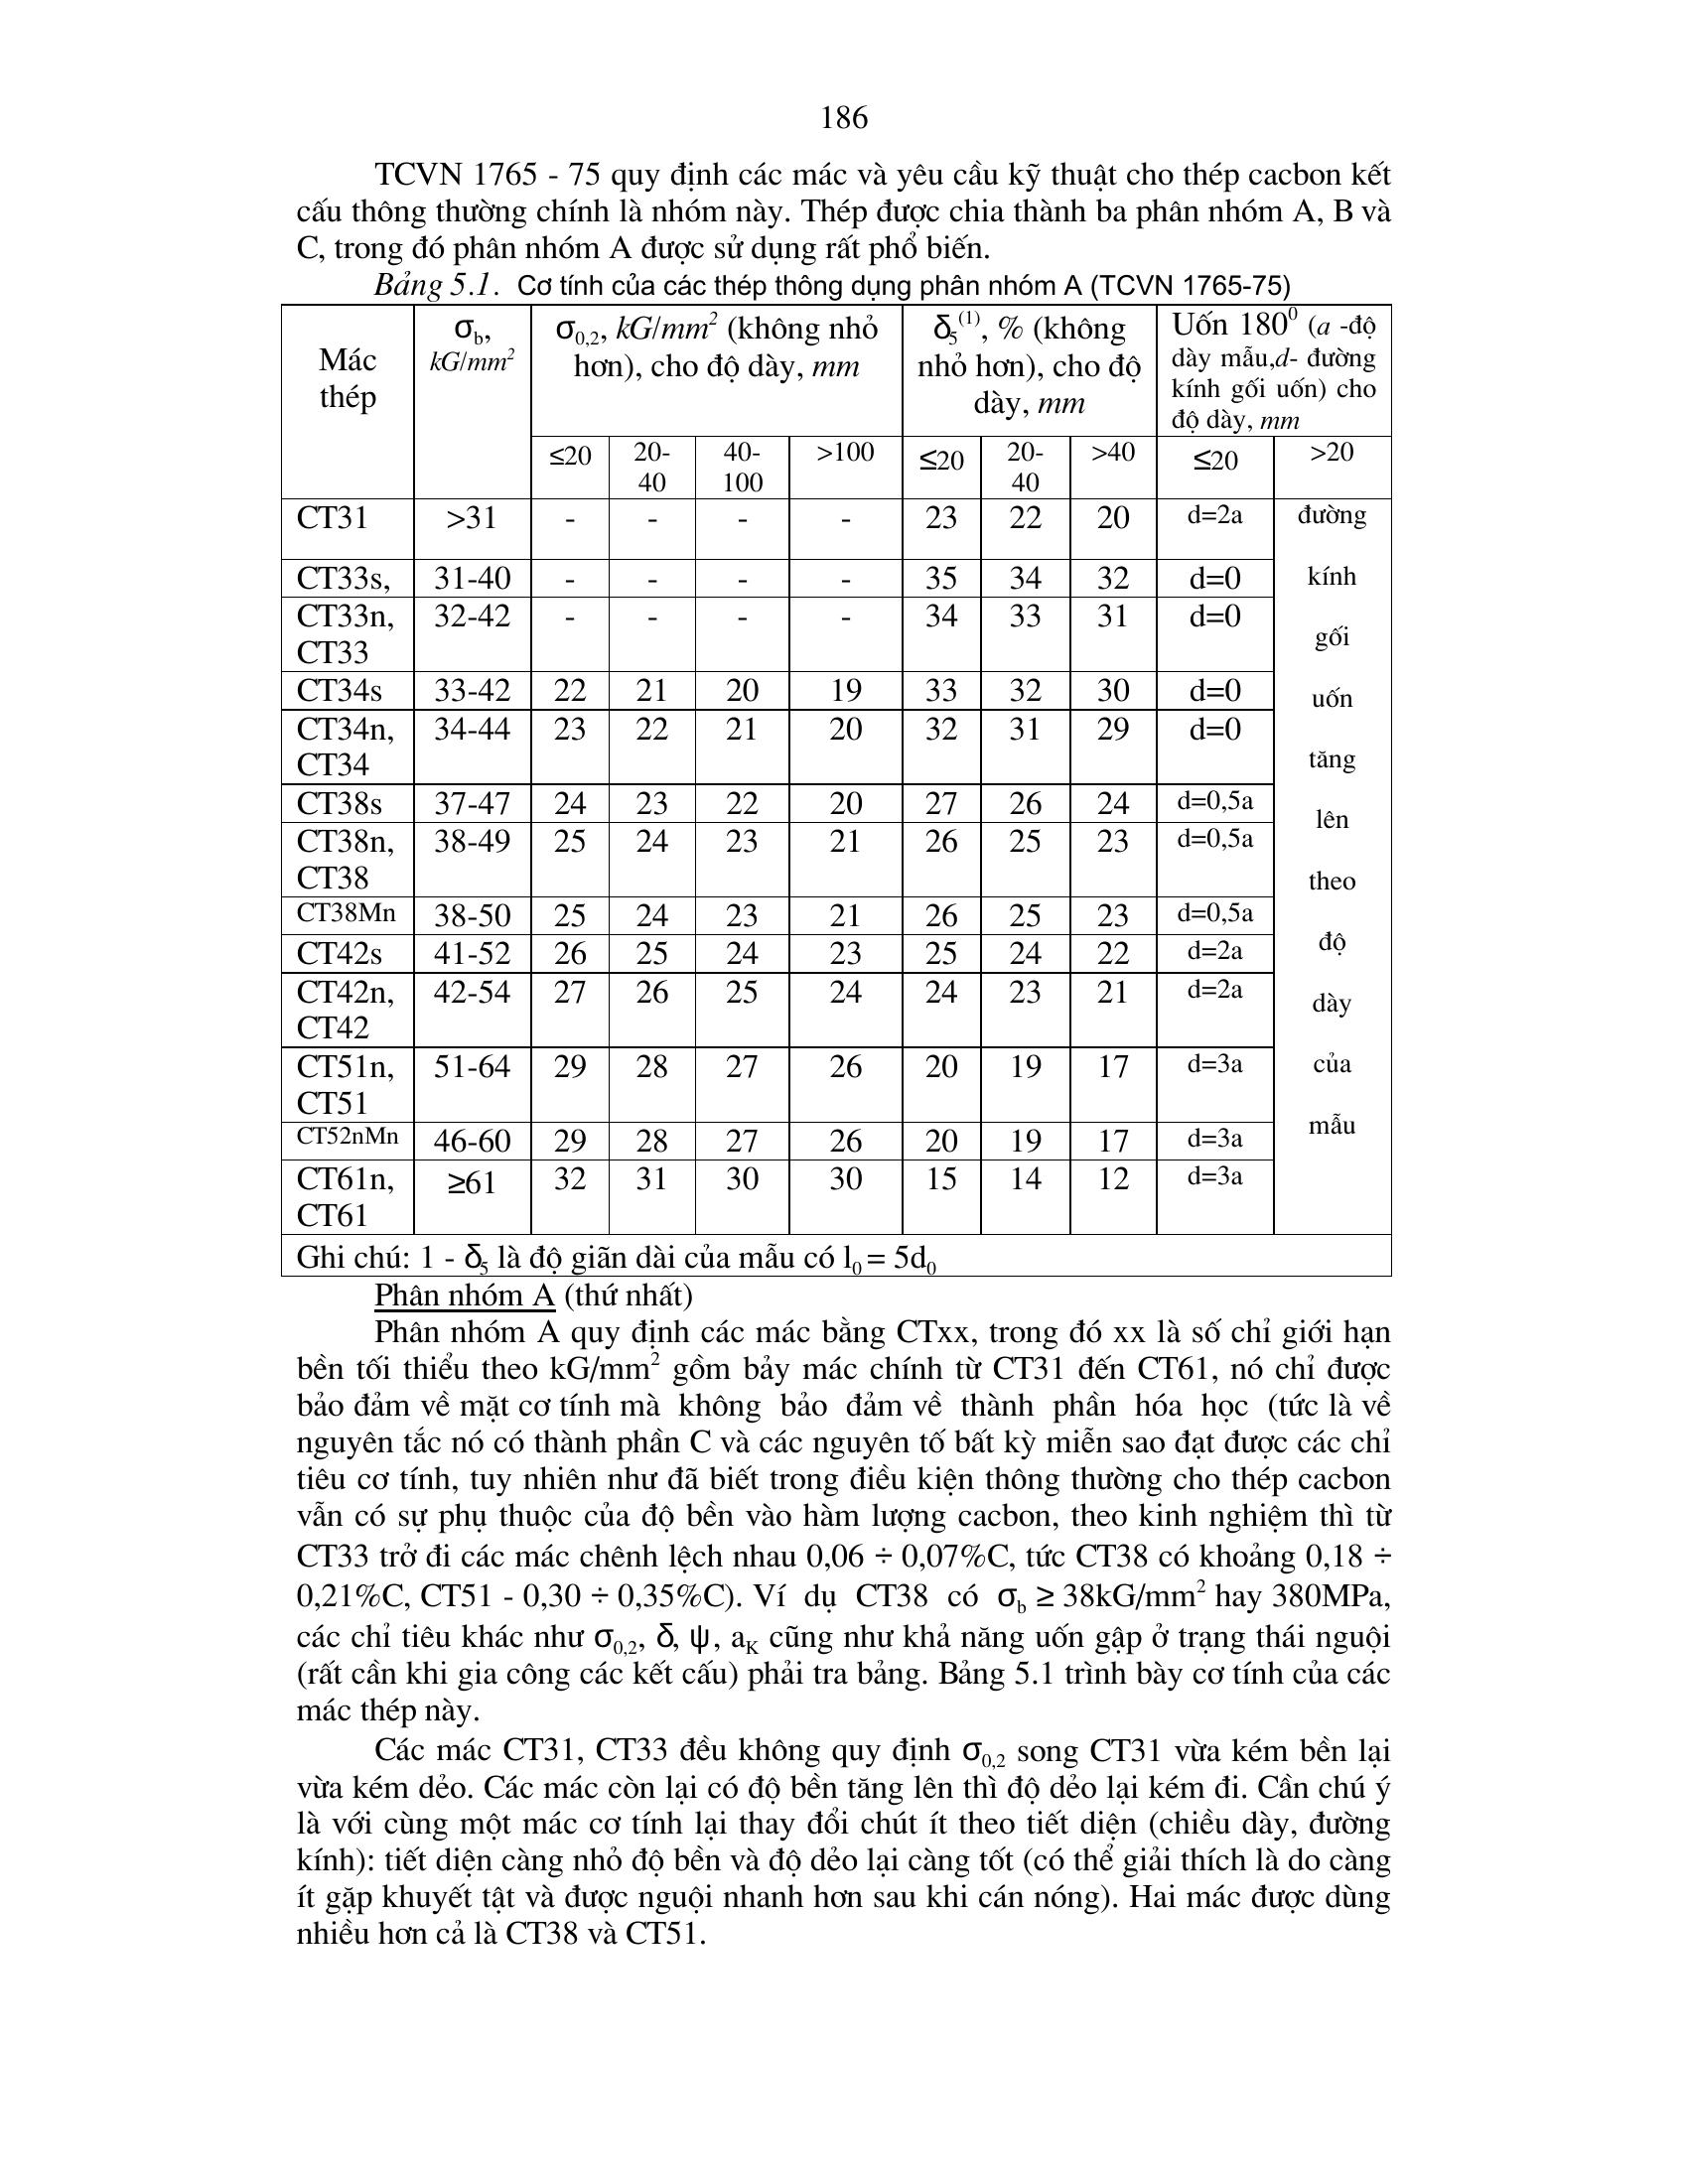 186
TCVN 1765 - 75 quy định các mác và yêu cầu kỹ thuật cho thép cacbon kết
cấu thông thường chính là nhóm này. Thép được chia thành ba phân nhóm A, B và
C, trong đó phân nhóm A được sử dụng rất phổ biến.
Bảng 5.1. Cơ tính của các thép thông dụng phân nhóm A (TCVN 1765-75)
Mác thép | σb, kG/mm² | σ0,2, kG/mm² (không nhỏ hơn), cho độ dày, mm | δ5⁽¹⁾, % (không nhỏ hơn), cho độ dày, mm | Uốn 180⁰ (a -độ dày mẫu,d- đường kính gối uốn) cho độ dày, mm
≤20 | 20-40 | 40-100 | >100 | ≤20 | 20-40 | >40 | ≤20 | >20
CT31 | >31 | - | - | - | - | 23 | 22 | 20 | d=2a | đường kính gối uốn tăng lên theo độ dày của mẫu
CT33s, | 31-40 | - | - | - | - | 35 | 34 | 32 | d=0
CT33n, CT33 | 32-42 | - | - | - | - | 34 | 33 | 31 | d=0
CT34s | 33-42 | 22 | 21 | 20 | 19 | 33 | 32 | 30 | d=0
CT34n, CT34 | 34-44 | 23 | 22 | 21 | 20 | 32 | 31 | 29 | d=0
CT38s | 37-47 | 24 | 23 | 22 | 20 | 27 | 26 | 24 | d=0,5a
CT38n, CT38 | 38-49 | 25 | 24 | 23 | 21 | 26 | 25 | 23 | d=0,5a
CT38Mn | 38-50 | 25 | 24 | 23 | 21 | 26 | 25 | 23 | d=0,5a
CT42s | 41-52 | 26 | 25 | 24 | 23 | 25 | 24 | 22 | d=2a
CT42n, CT42 | 42-54 | 27 | 26 | 25 | 24 | 24 | 23 | 21 | d=2a
CT51n, CT51 | 51-64 | 29 | 28 | 27 | 26 | 20 | 19 | 17 | d=3a
CT52nMn | 46-60 | 29 | 28 | 27 | 26 | 20 | 19 | 17 | d=3a
CT61n, CT61 | ≥61 | 32 | 31 | 30 | 30 | 15 | 14 | 12 | d=3a
Ghi chú: 1 - δ5 là độ giãn dài của mẫu có l0 = 5d0
Phân nhóm A (thứ nhất)
Phân nhóm A quy định các mác bằng CTxx, trong đó xx là số chỉ giới hạn
bền tối thiểu theo kG/mm² gồm bảy mác chính từ CT31 đến CT61, nó chỉ được
bảo đảm về mặt cơ tính mà không bảo đảm về thành phần hóa học (tức là về
nguyên tắc nó có thành phần C và các nguyên tố bất kỳ miễn sao đạt được các chỉ
tiêu cơ tính, tuy nhiên như đã biết trong điều kiện thông thường cho thép cacbon
vẫn có sự phụ thuộc của độ bền vào hàm lượng cacbon, theo kinh nghiệm thì từ
CT33 trở đi các mác chênh lệch nhau 0,06 ÷ 0,07%C, tức CT38 có khoảng 0,18 ÷
0,21%C, CT51 - 0,30 ÷ 0,35%C). Ví dụ CT38 có σb ≥ 38kG/mm² hay 380MPa,
các chỉ tiêu khác như σ0,2, δ, ψ, aK cũng như khả năng uốn gập ở trạng thái nguội
(rất cần khi gia công các kết cấu) phải tra bảng. Bảng 5.1 trình bày cơ tính của các
mác thép này.
Các mác CT31, CT33 đều không quy định σ0,2 song CT31 vừa kém bền lại
vừa kém dẻo. Các mác còn lại có độ bền tăng lên thì độ dẻo lại kém đi. Cần chú ý
là với cùng một mác cơ tính lại thay đổi chút ít theo tiết diện (chiều dày, đường
kính): tiết diện càng nhỏ độ bền và độ dẻo lại càng tốt (có thể giải thích là do càng
ít gặp khuyết tật và được nguội nhanh hơn sau khi cán nóng). Hai mác được dùng
nhiều hơn cả là CT38 và CT51.